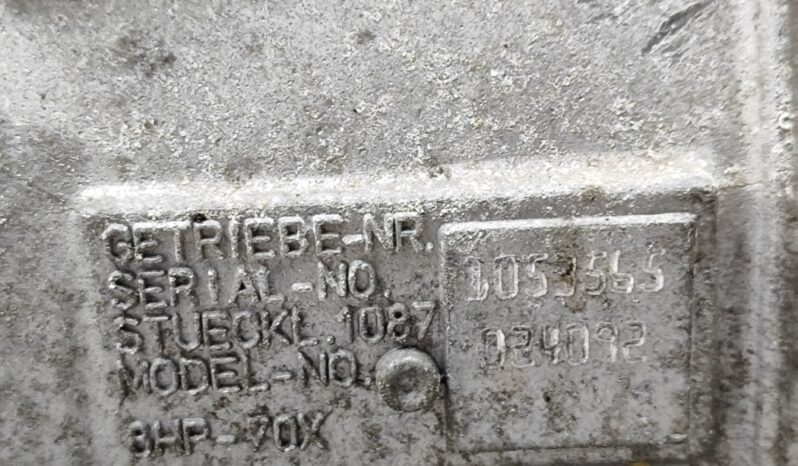 GETRIEBE-NR.
SERIAL-NO. 1053565
STUECKL. 1087
MODEL-NO. 024092
8HP-70X